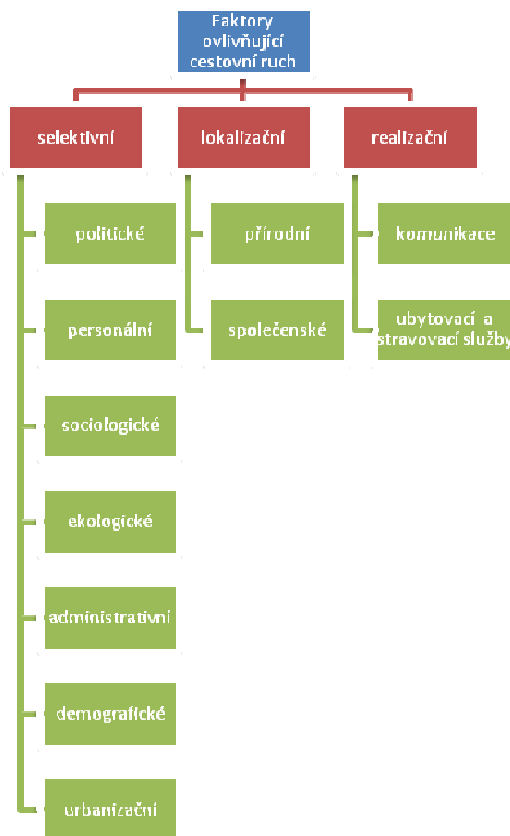 Faktory
ovlivňující
cestovní ruch
selektivní
lokalizační
realizační
politické
přírodní
komunikace
personální
společenské
ubytovací a
stravovací služby
sociologické
ekologické
administrativní
demografické
urbanizační